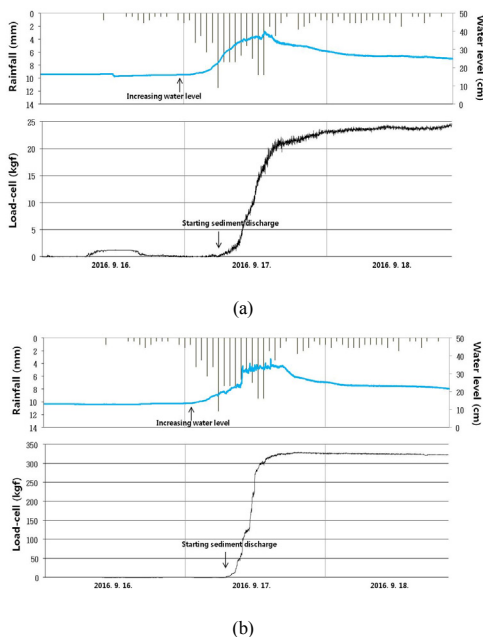 Rainfall (mm)
0
2
4
6
8
10
12
14
50
40
30
20
10
0
Water level (cm)
Increasing water level
Load-cell (kgf)
25
20
15
10
5
0
Starting sediment discharge
2016. 9. 16.
2016. 9. 17.
2016. 9. 18.
(a)
Rainfall (mm)
0
2
4
6
8
10
12
14
50
40
30
20
10
0
Water level (cm)
Increasing water level
Load-cell (kgf)
350
300
250
200
150
100
50
0
Starting sediment discharge
2016. 9. 16.
2016. 9. 17.
2016. 9. 18.
(b)